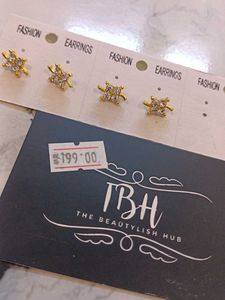 FASHION EARRINGS
FASHION EARRINGS
FASHION
199.00
TBH
THE BEAUTYLISH HUB